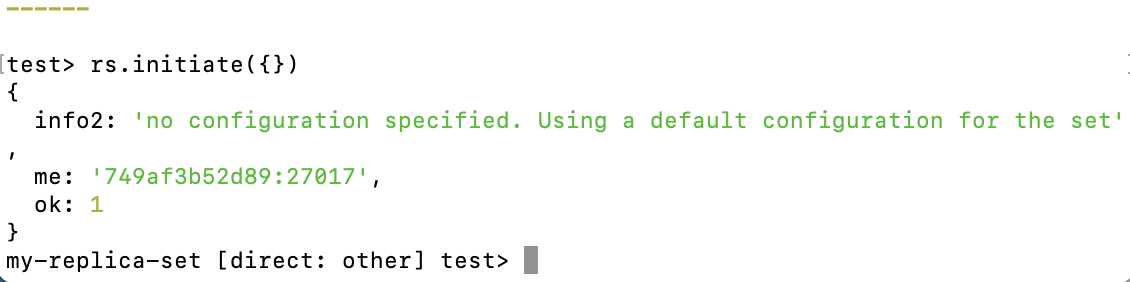 ------

[test> rs.initiate({})
{
  info2: 'no configuration specified. Using a default configuration for the set'
,
  me: '749af3b52d89:27017',
  ok: 1
}
my-replica-set [direct: other] test>